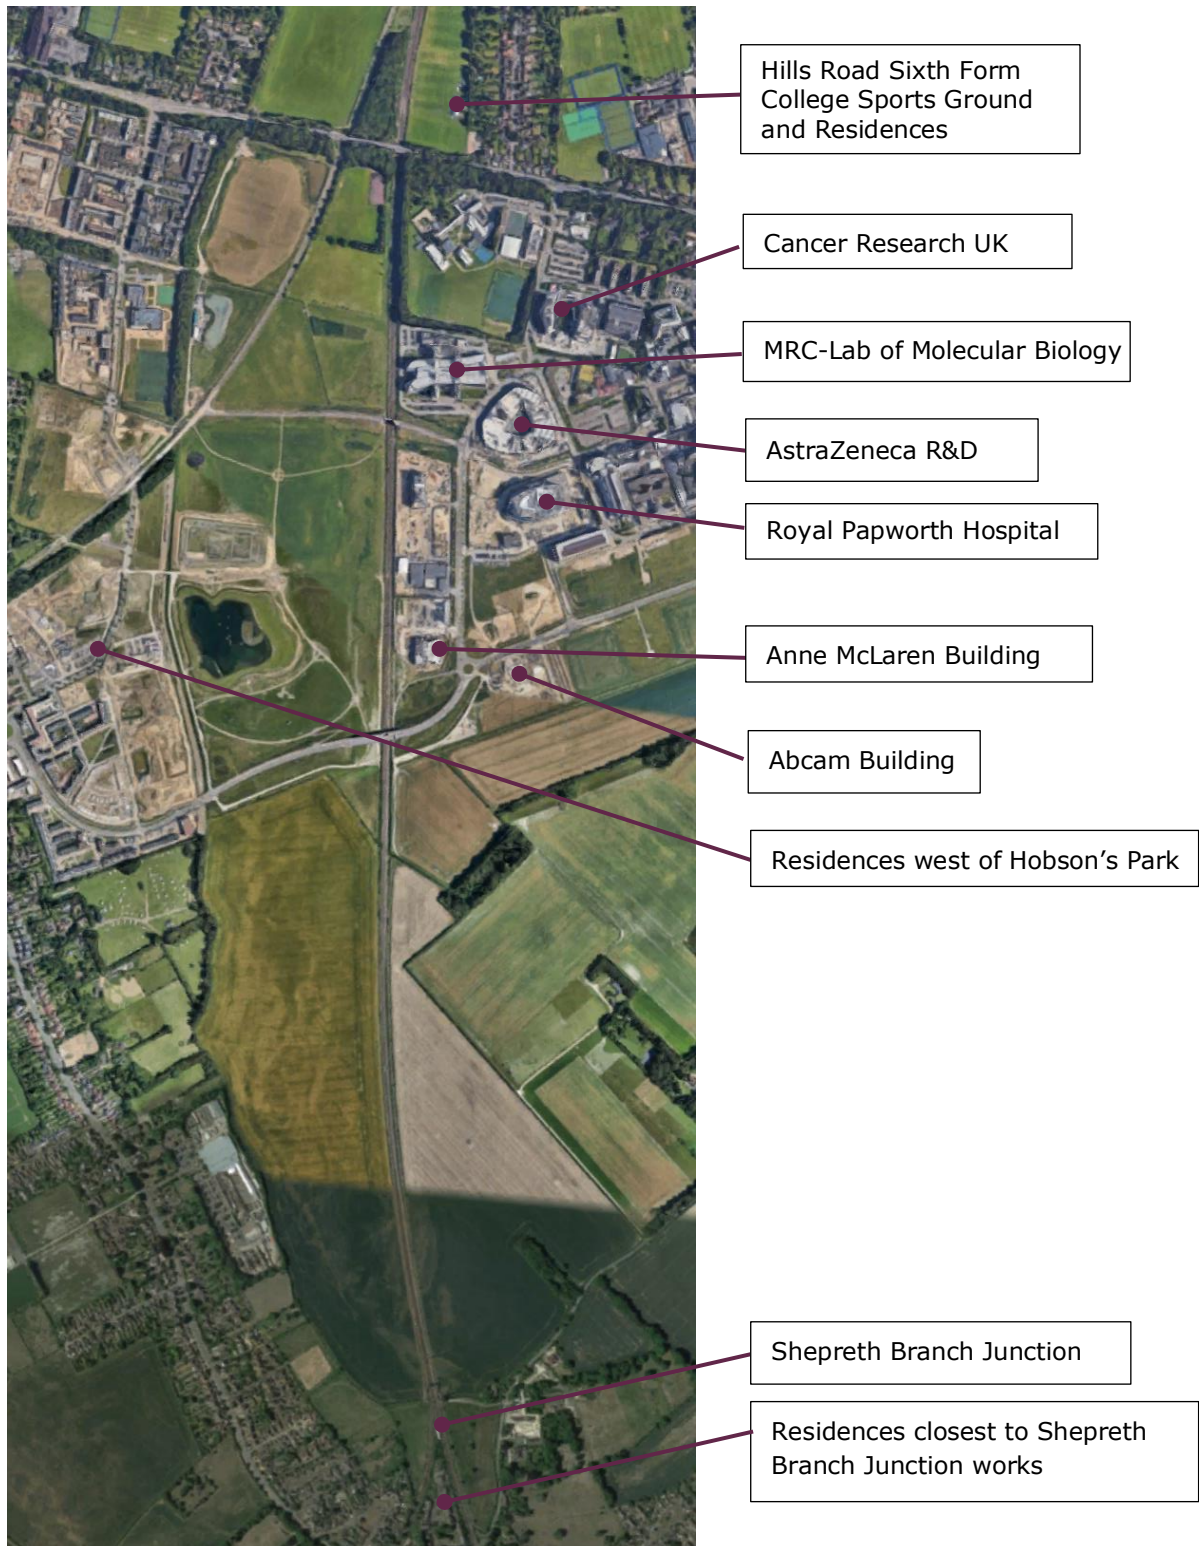 Hills Road Sixth Form
College Sports Ground
and Residences
Cancer Research UK
MRC-Lab of Molecular Biology
AstraZeneca R&D
Royal Papworth Hospital
Anne McLaren Building
Abcam Building
Residences west of Hobson’s Park
Shepreth Branch Junction
Residences closest to Shepreth
Branch Junction works